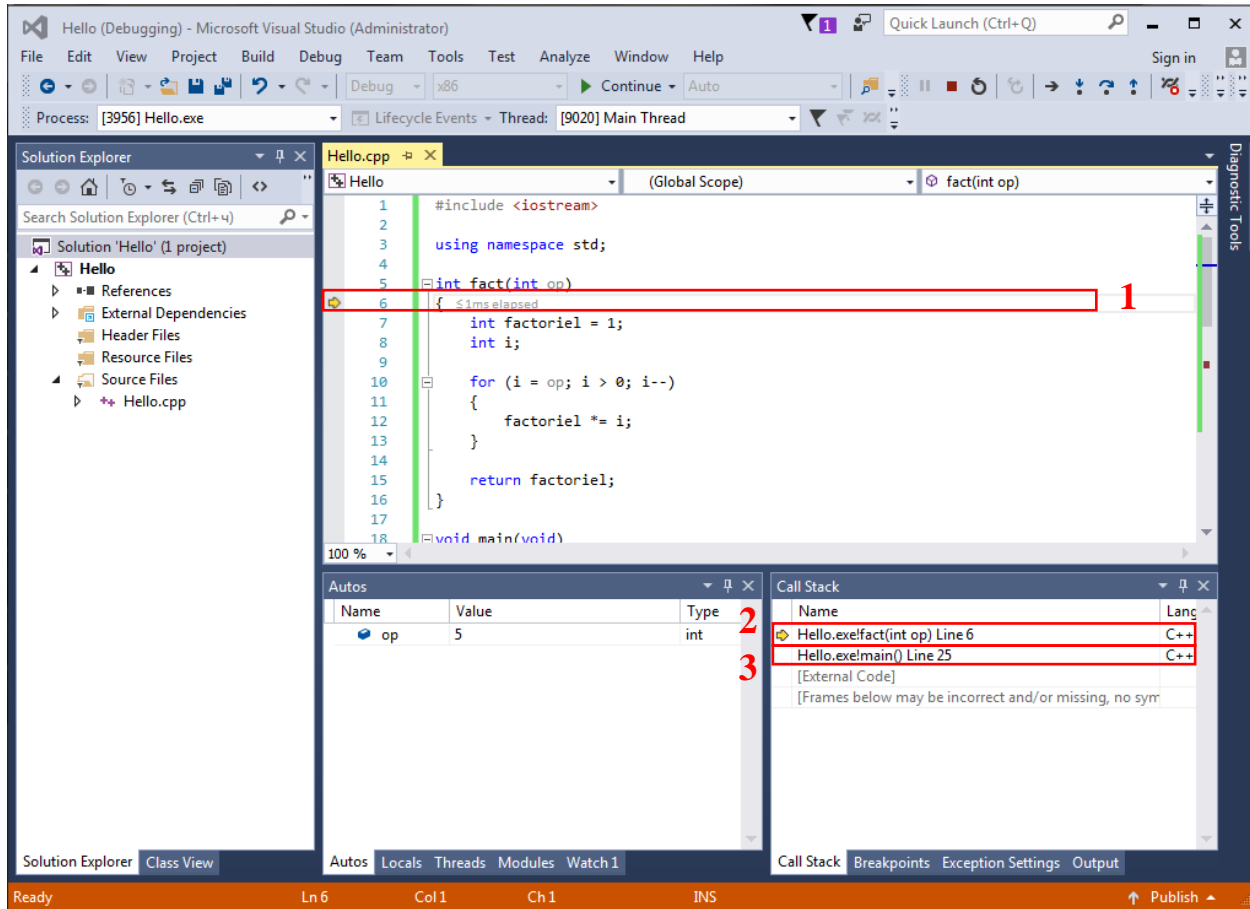 Hello (Debugging) - Microsoft Visual Studio (Administrator)
1
Quick Launch (Ctrl+Q)
File Edit View Project Build Debug Team Tools Test Analyze Window Help
Sign in
Debug x86 Continue Auto
Process: [3956] Hello.exe Lifecycle Events Thread: [9020] Main Thread
Solution Explorer
Search Solution Explorer (Ctrl+ч)
Solution 'Hello' (1 project)
Hello
References
External Dependencies
Header Files
Resource Files
Source Files
Hello.cpp
Solution Explorer Class View
Hello.cpp
Hello (Global Scope) fact(int op)
1 #include <iostream>
2
3 using namespace std;
4
5 int fact(int op)
6 { ≤1ms elapsed
1
7 int factoriel = 1;
8 int i;
9
10 for (i = op; i > 0; i--)
11 {
12 factoriel *= i;
13 }
14
15 return factoriel;
16 }
17
18 void main(void)
100 %
Diagnostic Tools
Autos
Name Value Type
op 5 int
Autos Locals Threads Modules Watch 1
Call Stack
Name Lang
2
Hello.exe!fact(int op) Line 6 C++
3
Hello.exe!main() Line 25 C++
[External Code]
[Frames below may be incorrect and/or missing, no sym
Call Stack Breakpoints Exception Settings Output
Ready Ln 6 Col 1 Ch 1 INS Publish